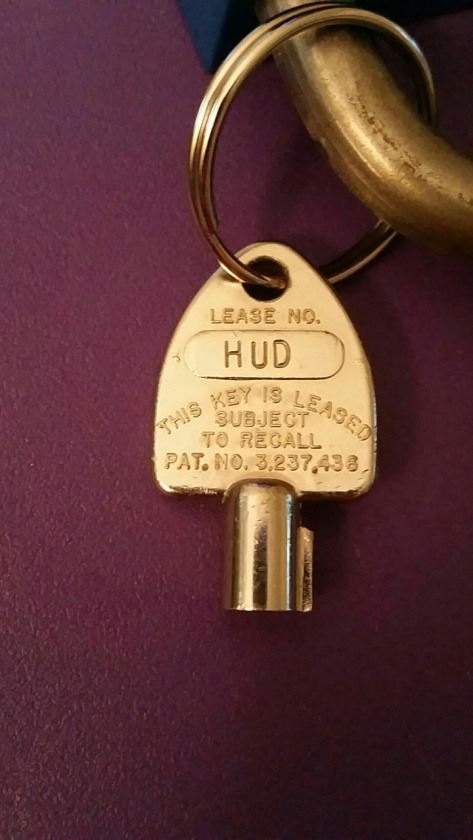 LEASE NO.
HUD
THIS KEY IS LEASED
SUBJECT
TO RECALL
PAT. NO. 3,237,436